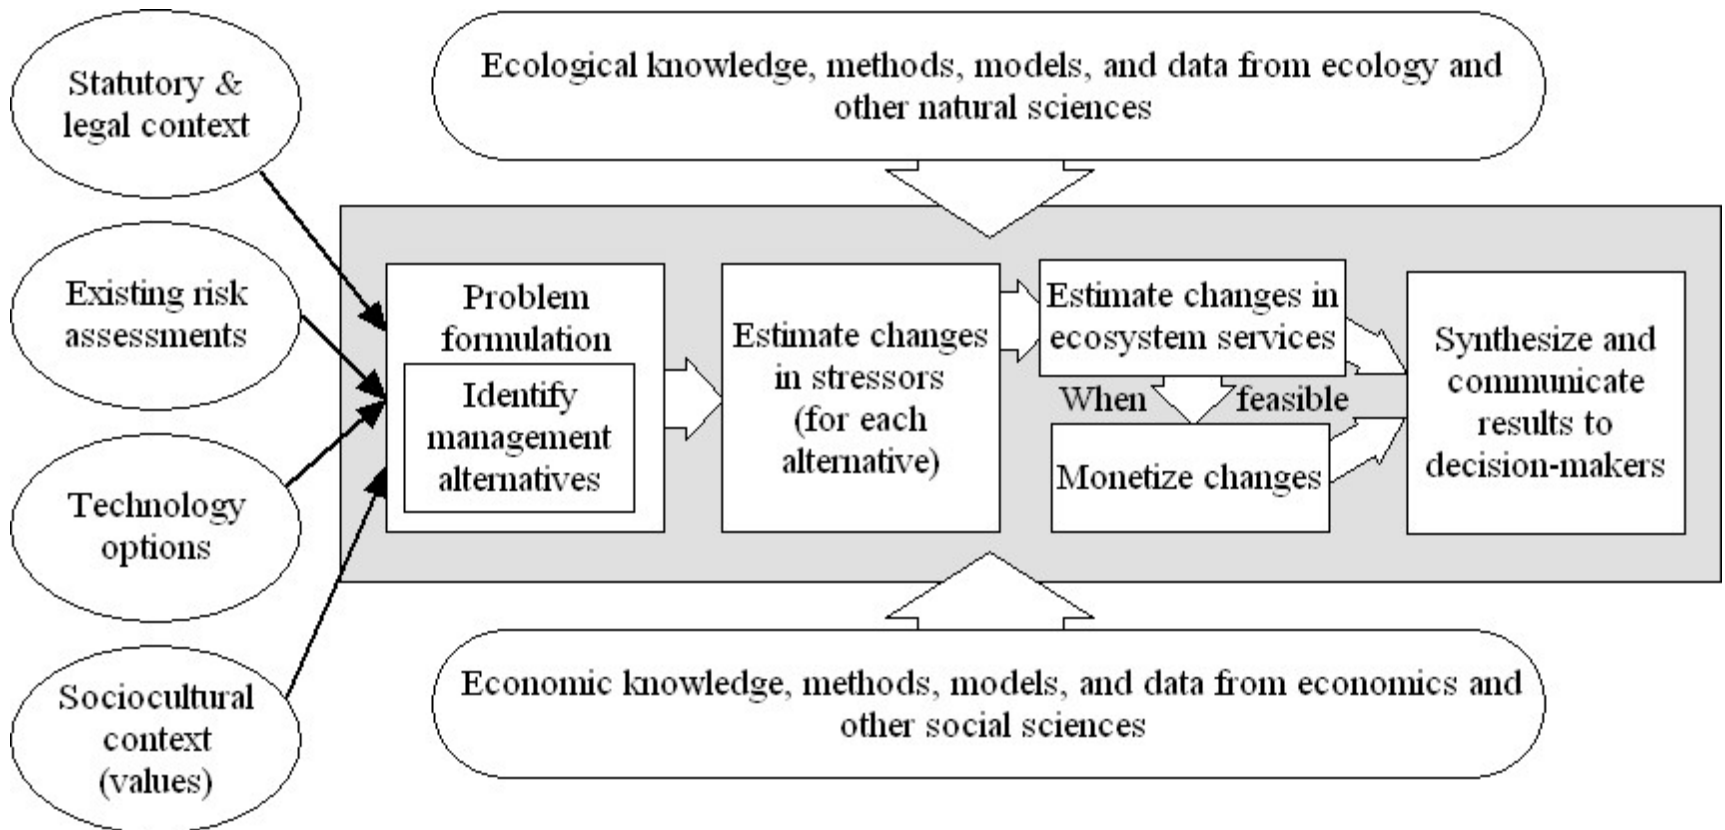 Statutory &
legal context
Existing risk
assessments
Technology
options
Sociocultural
context
(values)
Ecological knowledge, methods, models, and data from ecology and
other natural sciences
Problem
formulation
Identify
management
alternatives
Estimate changes
in stressors
(for each
alternative)
Estimate changes in
ecosystem services
When feasible
Monetize changes
Synthesize and
communicate
results to
decision-makers
Economic knowledge, methods, models, and data from economics and
other social sciences